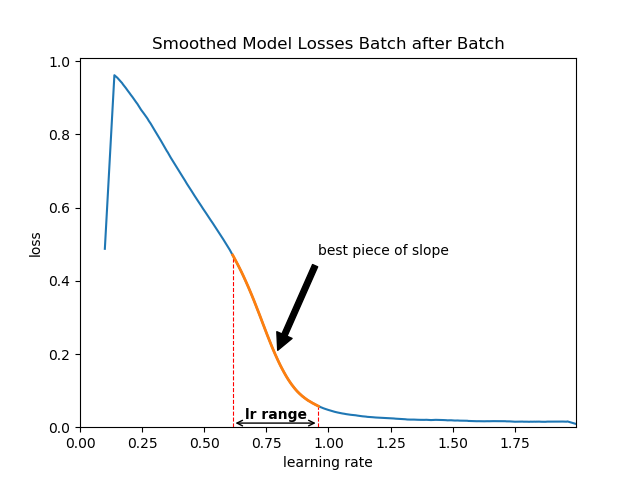 Smoothed Model Losses Batch after Batch
1.0
0.8
0.6
0.4
0.2
0.0
loss
best piece of slope
lr range
0.00 0.25 0.50 0.75 1.00 1.25 1.50 1.75
learning rate